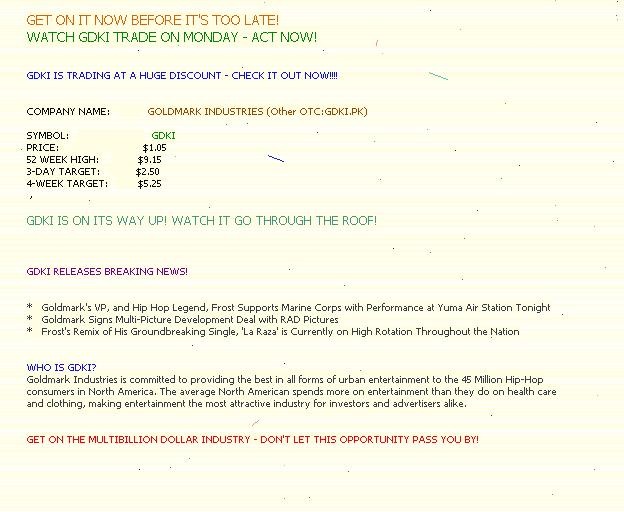 GET ON IT NOW BEFORE IT'S TOO LATE!
WATCH GDKI TRADE ON MONDAY - ACT NOW!
GDKI IS TRADING AT A HUGE DISCOUNT - CHECK IT OUT NOW!!!!
COMPANY NAME: GOLDMARK INDUSTRIES (Other OTC:GDKI.PK)
SYMBOL: GDKI
PRICE: $1.05
52 WEEK HIGH: $9.15
3-DAY TARGET: $2.50
4-WEEK TARGET: $5.25
GDKI IS ON ITS WAY UP! WATCH IT GO THROUGH THE ROOF!
GDKI RELEASES BREAKING NEWS!
* Goldmark's VP, and Hip Hop Legend, Frost Supports Marine Corps with Performance at Yuma Air Station Tonight
* Goldmark Signs Multi-Picture Development Deal with RAD Pictures
* Frost's Remix of His Groundbreaking Single, 'La Raza' is Currently on High Rotation Throughout the Nation
WHO IS GDKI?
Goldmark Industries is committed to providing the best in all forms of urban entertainment to the 45 Million Hip-Hop
consumers in North America. The average North American spends more on entertainment than they do on health care
and clothing, making entertainment the most attractive industry for investors and advertisers alike.
GET ON THE MULTIBILLION DOLLAR INDUSTRY - DON'T LET THIS OPPORTUNITY PASS YOU BY!